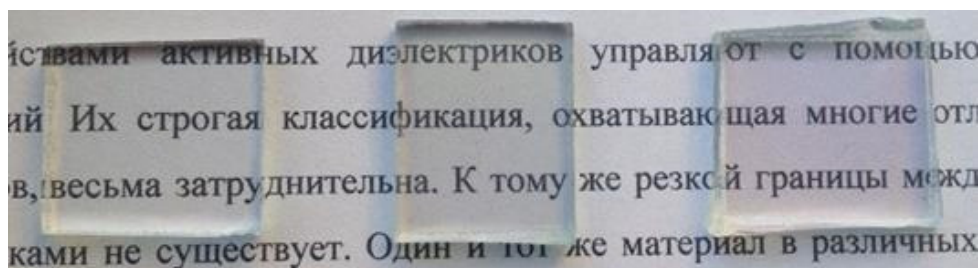 йствами активных диэлектриков управляют с помощью
ий Их строгая классификация, охватывающая многие отл
в, весьма затруднительна. К тому же резкой границы межд
ками не существует. Один и тот же материал в различных